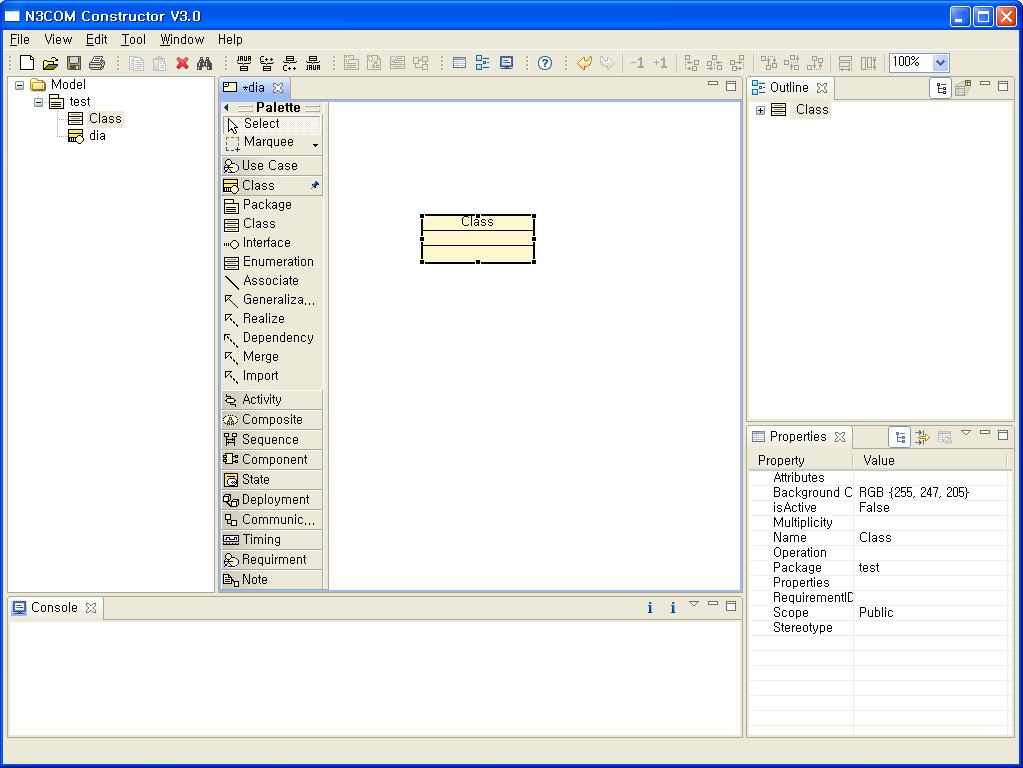 N3COM Constructor V3.0
File View Edit Tool Window Help
-1 +1 100%
Model
test
Class
dia
*dia
Palette
Select
Marquee
Use Case
Class
Package
Class
Interface
Enumeration
Associate
Generaliza...
Realize
Dependency
Merge
Import
Activity
Composite
Sequence
Component
State
Deployment
Communic...
Timing
Requirment
Note
Class
Outline
Class
Properties
Property Value
Attributes
Background C RGB {255, 247, 205}
isActive False
Multiplicity
Name Class
Operation
Package test
Properties
RequirementID
Scope Public
Stereotype
Console